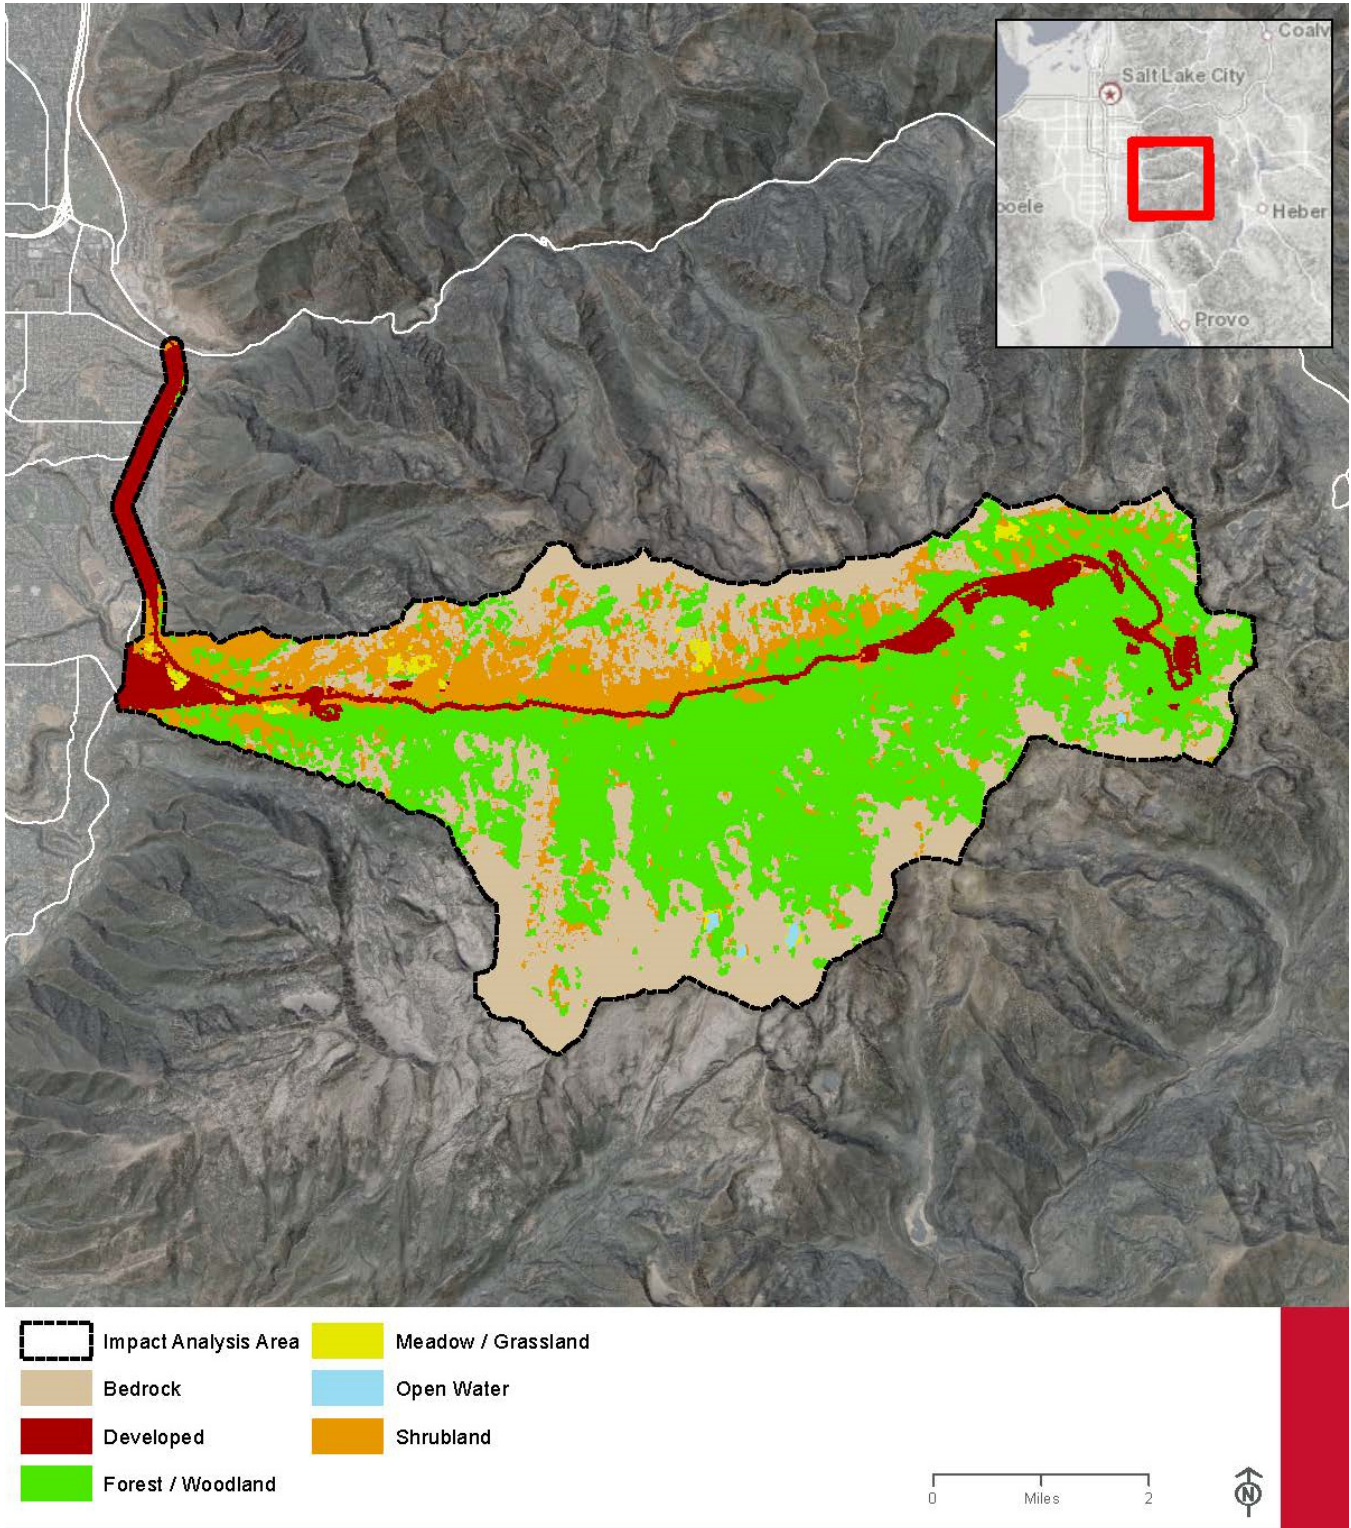 Coalv
Salt Lake City
ooele
Heber
Provo
Impact Analysis Area
Meadow / Grassland
Bedrock
Open Water
Developed
Shrubland
Forest / Woodland
0 Miles 2
N